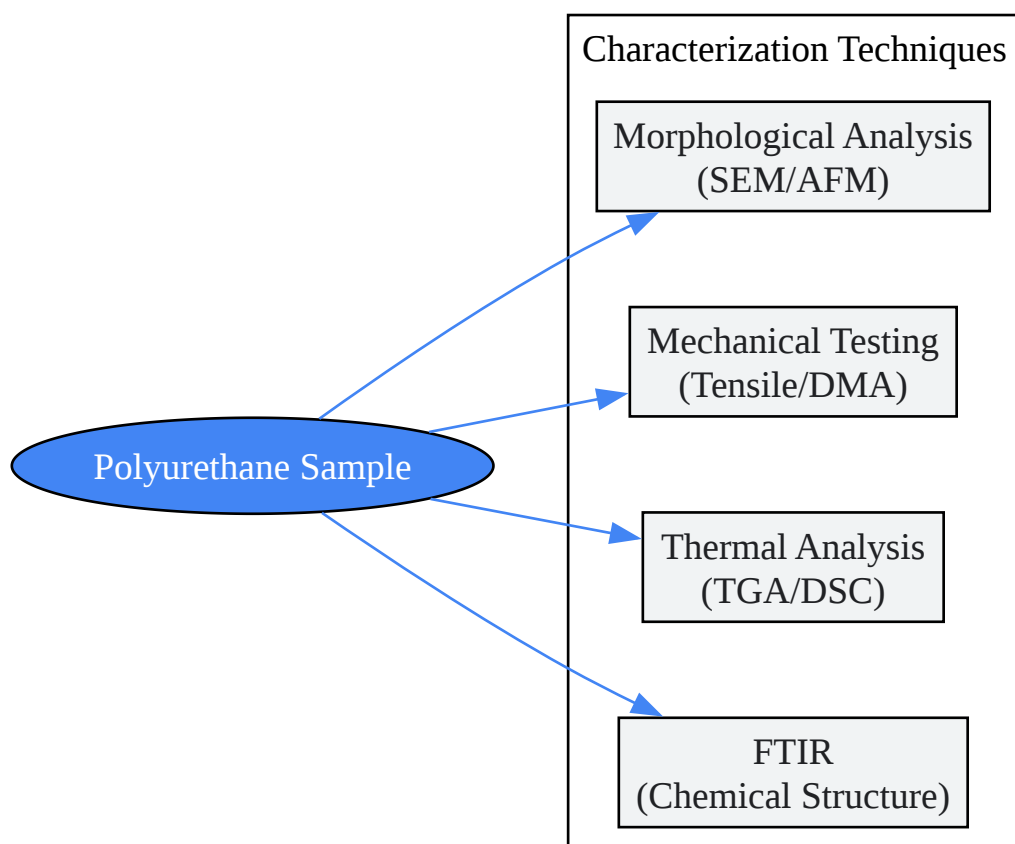 Characterization Techniques
Morphological Analysis
(SEM/AFM)
Mechanical Testing
(Tensile/DMA)
Polyurethane Sample
Thermal Analysis
(TGA/DSC)
FTIR
(Chemical Structure)